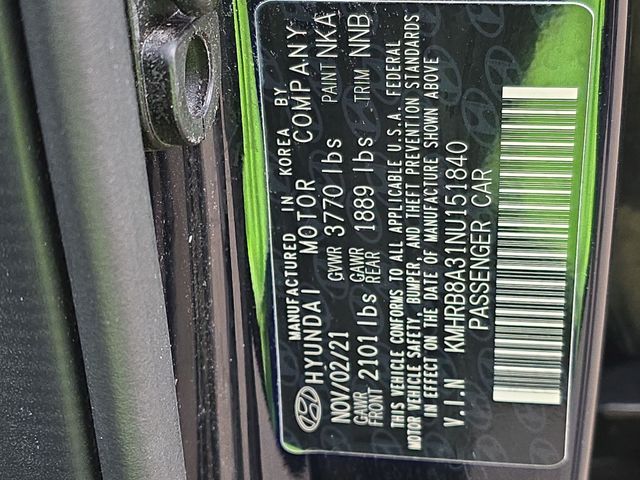 MANUFACTURED IN KOREA BY
HYUNDAI MOTOR COMPANY
NOV/02/21 GVWR 3770 lbs PAINT NKA
GAWR FRONT 2101 lbs GAWR REAR 1889 lbs TRIM NNB
THIS VEHICLE CONFORMS TO ALL APPLICABLE U.S.A. FEDERAL
MOTOR VEHICLE SAFETY, BUMPER, AND THEFT PREVENTION STANDARDS
IN EFFECT ON THE DATE OF MANUFACTURE SHOWN ABOVE
V.I.N KMHRB8A31NU151840
PASSENGER CAR